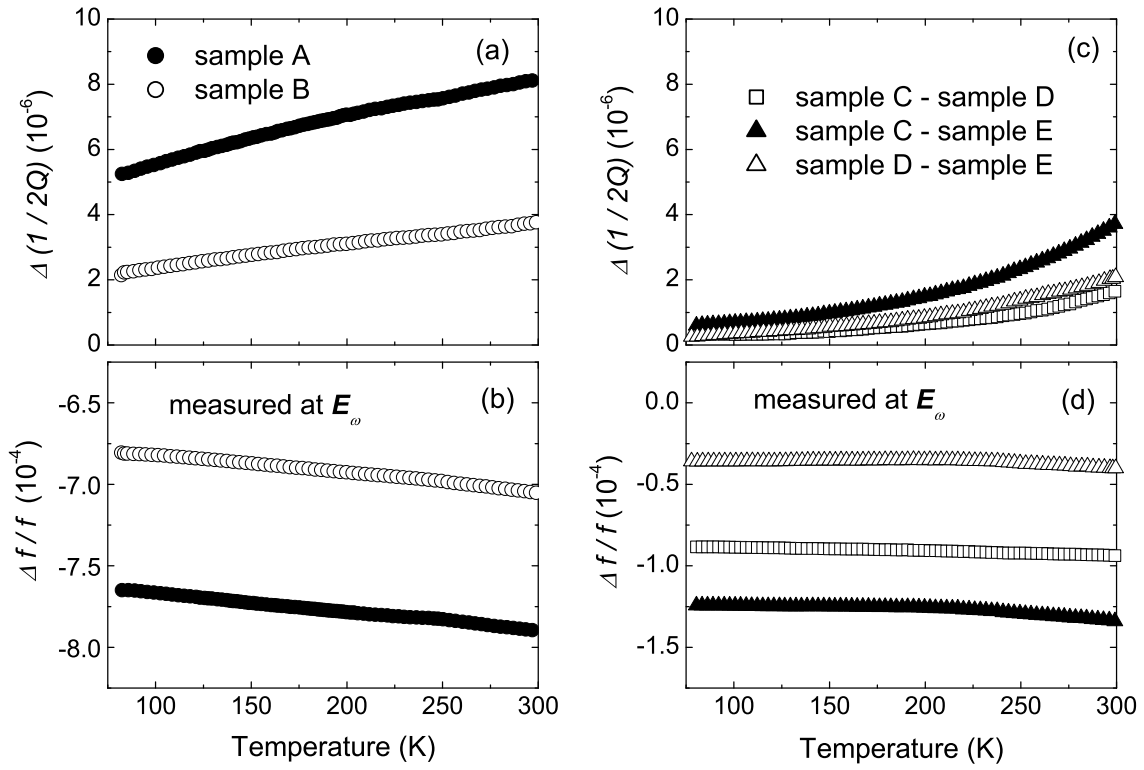 10
8
6
4
2
0
Δ (1 / 2Q) (10⁻⁶)
(a)
sample A
sample B
-6.5
-7.0
-7.5
-8.0
Δ f / f (10⁻⁴)
(b)
measured at E_ω
100 150 200 250 300
Temperature (K)
10
8
6
4
2
0
Δ (1 / 2Q) (10⁻⁶)
(c)
sample C - sample D
sample C - sample E
sample D - sample E
0.0
-0.5
-1.0
-1.5
Δ f / f (10⁻⁴)
measured at E_ω
(d)
100 150 200 250 300
Temperature (K)